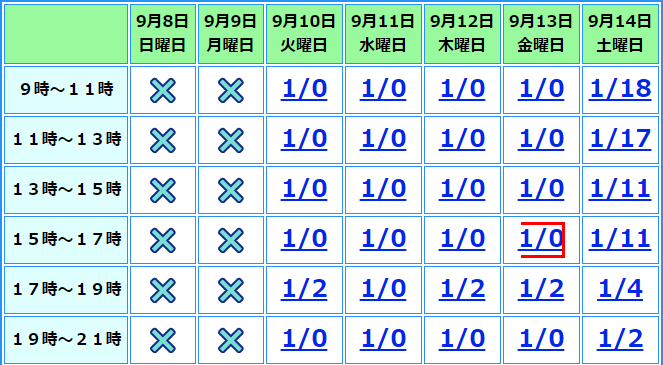 9月8日 9月9日 9月10日 9月11日 9月12日 9月13日 9月14日
日曜日 月曜日 火曜日 水曜日 木曜日 金曜日 土曜日
９時～１１時 1/0 1/0 1/0 1/0 1/18
１１時～１３時 1/0 1/0 1/0 1/0 1/17
１３時～１５時 1/0 1/0 1/0 1/0 1/11
１５時～１７時 1/0 1/0 1/0 1/0 1/11
１７時～１９時 1/2 1/0 1/2 1/2 1/4
１９時～２１時 1/0 1/0 1/0 1/0 1/2